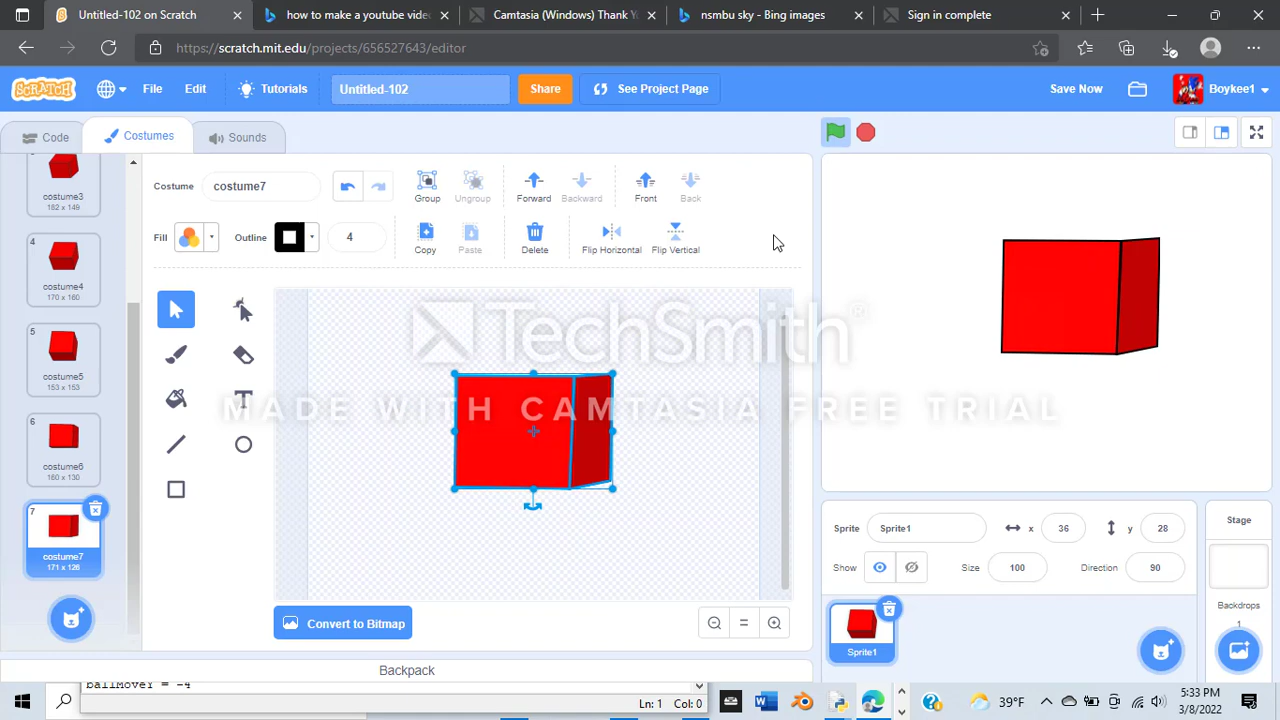 Untitled-102 on Scratch
how to make a youtube video
Camtasia (Windows) Thank Y
nsmbu sky - Bing images
Sign in complete
https://scratch.mit.edu/projects/656527643/editor
SCRATCH
File
Edit
Tutorials
Untitled-102
Share
See Project Page
Save Now
Boykee1
Code
Costumes
Sounds
costume3
182 x 149
4
costume4
170 x 160
5
costume5
153 x 153
6
costume6
160 x 130
7
costume7
171 x 126
Costume
costume7
Group
Ungroup
Forward
Backward
Front
Back
Fill
Outline
4
Copy
Paste
Delete
Flip Horizontal
Flip Vertical
TechSmith®
MADE WITH CAMTASIA FREE TRIAL
Convert to Bitmap
Backpack
Sprite
Sprite1
x
36
y
28
Show
Size
100
Direction
90
Sprite1
Stage
Backdrops
1
ballMoveY = -4
Ln: 1
Col: 0
39°F
5:33 PM
3/8/2022